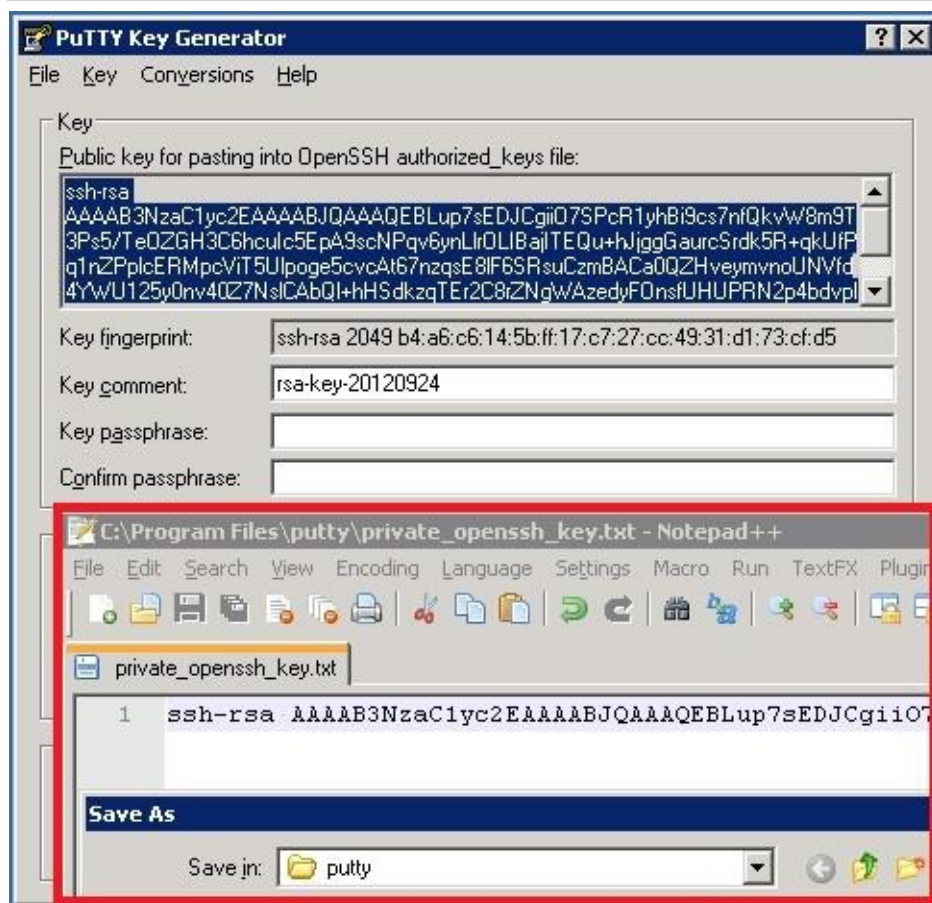 PuTTY Key Generator
File Key Conversions Help
Key
Public key for pasting into OpenSSH authorized_keys file:
ssh-rsa
AAAAB3NzaC1yc2EAAAABJQAAAQEBLup7sEDJCgiiO7SPcR1yhBi9cs7nfQkvW8m9T
3Ps5/Te0ZGH3C6hcuIc5EpA9scNPqv6ynLIrOLIBajITEQu+hJjggGaurcSrdk5R+qkUfP
q1nZPplcERMpcViT5UIpoge5cvcAt67nzqsE8IF6SRsuCzmBACa0QZHveymvnoUNVfd
4YWU125y0nv40Z7NsICAbQI+hHSdkzqTEr2C8rZNgWAzedyFOnsfUHUPRN2p4bdvpl
Key fingerprint: ssh-rsa 2049 b4:a6:c6:14:5b:ff:17:c7:27:cc:49:31:d1:73:cf:d5
Key comment: rsa-key-20120924
Key passphrase:
Confirm passphrase:
C:\Program Files\putty\private_openssh_key.txt - Notepad++
File Edit Search View Encoding Language Settings Macro Run TextFX Plugin
private_openssh_key.txt
1 ssh-rsa AAAAB3NzaC1yc2EAAAABJQAAAQEBLup7sEDJCgiiO7
Save As
Save in: putty